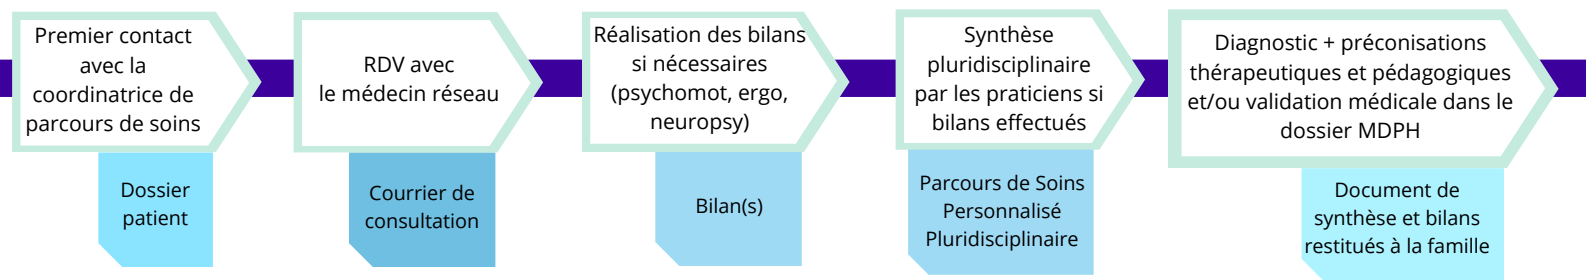 Premier contact
avec la
coordinatrice de
parcours de soins
Dossier
patient
RDV avec
le médecin réseau
Courrier de
consultation
Réalisation des bilans
si nécessaires
(psychomot, ergo,
neuropsy)
Bilan(s)
Synthèse
pluridisciplinaire
par les praticiens si
bilans effectués
Parcours de Soins
Personnalisé
Pluridisciplinaire
Diagnostic + préconisations
thérapeutiques et pédagogiques
et/ou validation médicale dans le
dossier MDPH
Document de
synthèse et bilans
restitués à la famille